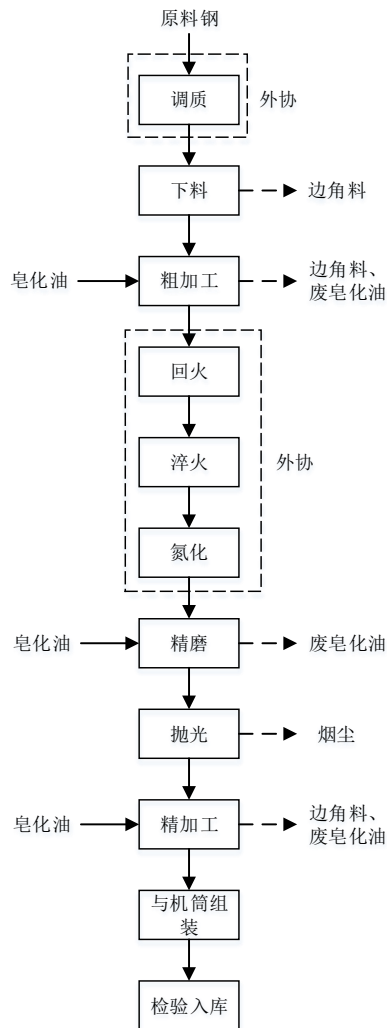 原料钢
调质
外协
下料
边角料
皂化油
粗加工
边角料、
废皂化油
回火
淬火
外协
氮化
皂化油
精磨
废皂化油
抛光
烟尘
皂化油
精加工
边角料、
废皂化油
与机筒组
装
检验入库